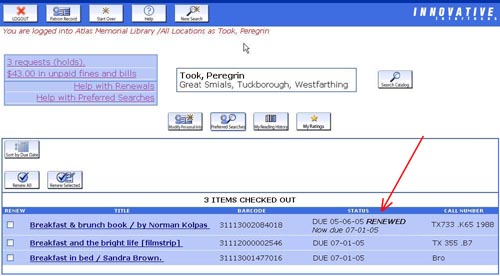 LOGOUT
Patron Record
Start Over
Help
New Search
INNOVATIVE
interfaces
You are logged into Atlas Memorial Library /All Locations as Took, Peregrin
3 requests (holds).
$43.00 in unpaid fines and bills
Help with Renewals
Help with Preferred Searches
Took, Peregrin
Great Smials, Tuckborough, Westfarthing
Search Catalog
Modify Personal Info
Preferred Searches
My Reading History
My Ratings
Sort by Due Date
Renew All
Renew Selected
3 ITEMS CHECKED OUT
RENEW TITLE BARCODE STATUS CALL NUMBER
Breakfast & brunch book / by Norman Kolpas 31113002084018 DUE 05-06-05 RENEWED TX733 .K65 1988
Now due 07-01-05
Breakfast and the bright life [filmstrip] 31112000002546 DUE 07-01-05 TX 355 .B7
Breakfast in bed / Sandra Brown. 31113001477016 DUE 07-01-05 Bro